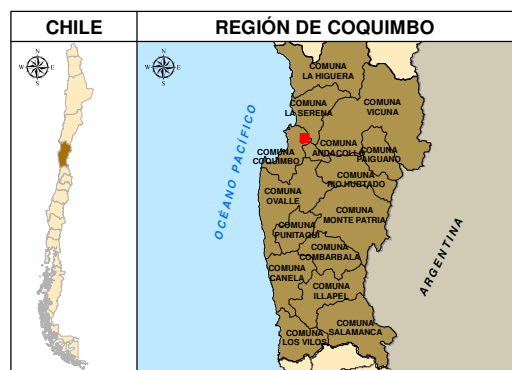 CHILE
REGIÓN DE COQUIMBO
N
W E
S
N
W E
S
COMUNA
LA HIGUERA
COMUNA
LA SERENA
COMUNA
VICUNA
COMUNA
COQUIMBO
COMUNA
ANDACOLLO
COMUNA
PAIGUANO
COMUNA
RIO HURTADO
COMUNA
OVALLE
COMUNA
MONTE PATRIA
COMUNA
PUNITAQUI
COMUNA
COMBARBALA
COMUNA
CANELA
COMUNA
ILLAPEL
COMUNA
SALAMANCA
COMUNA
LOS VILOS
OCÉANO PACÍFICO
ARGENTINA